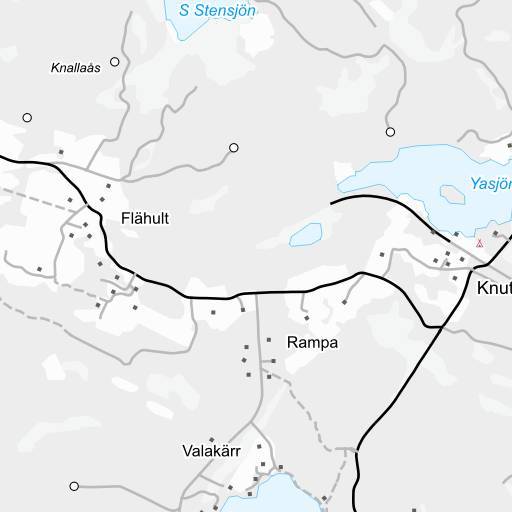 S Stensjön
Knallaås
Yasjön
Flähult
Knut
Rampa
Valakärr